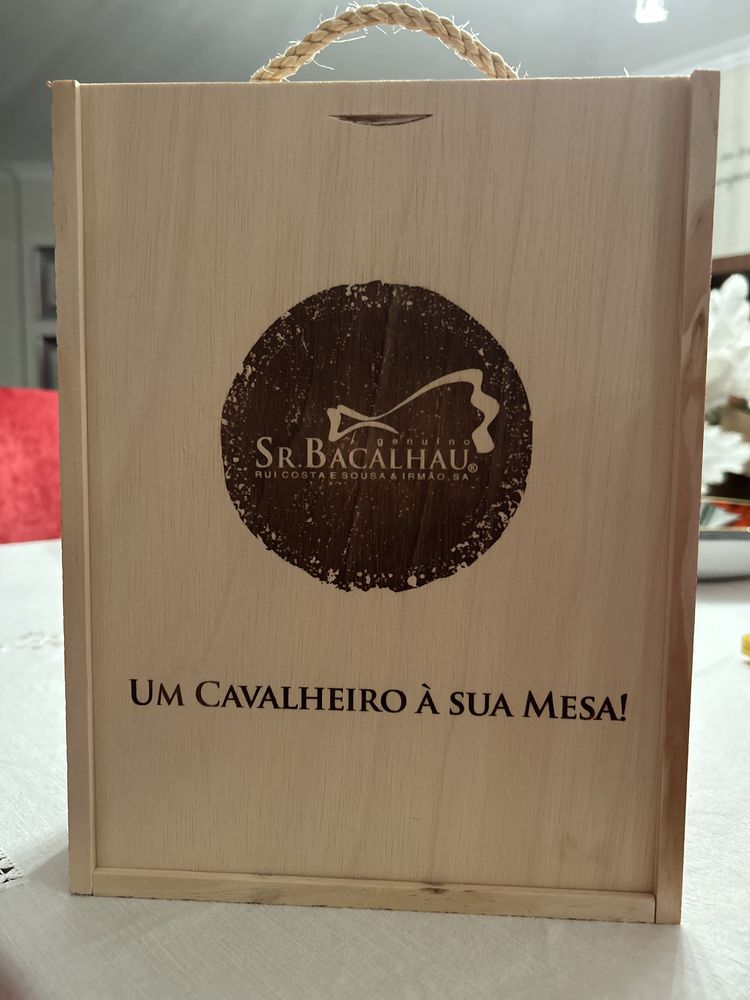 genuíno
SR. BACALHAU®
RUI COSTA E SOUSA & IRMÃO, SA
UM CAVALHEIRO À SUA MESA!